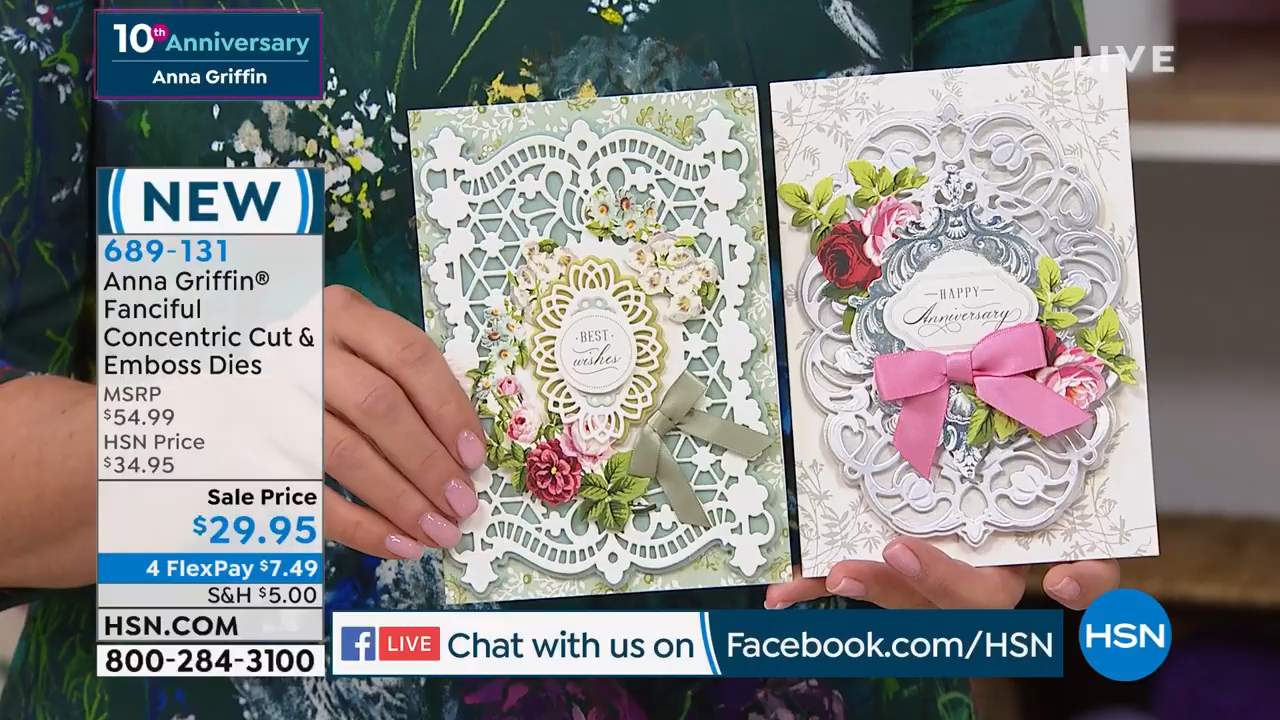 10th Anniversary
Anna Griffin
LIVE
NEW
689-131
Anna Griffin®
Fanciful
Concentric Cut &
Emboss Dies
MSRP
$54.99
HSN Price
$34.95
Sale Price
$29.95
4 FlexPay $7.49
S&H $5.00
HSN.COM
800-284-3100
·BEST·
wishes
HAPPY
Anniversary
f LIVE Chat with us on Facebook.com/HSN
HSN